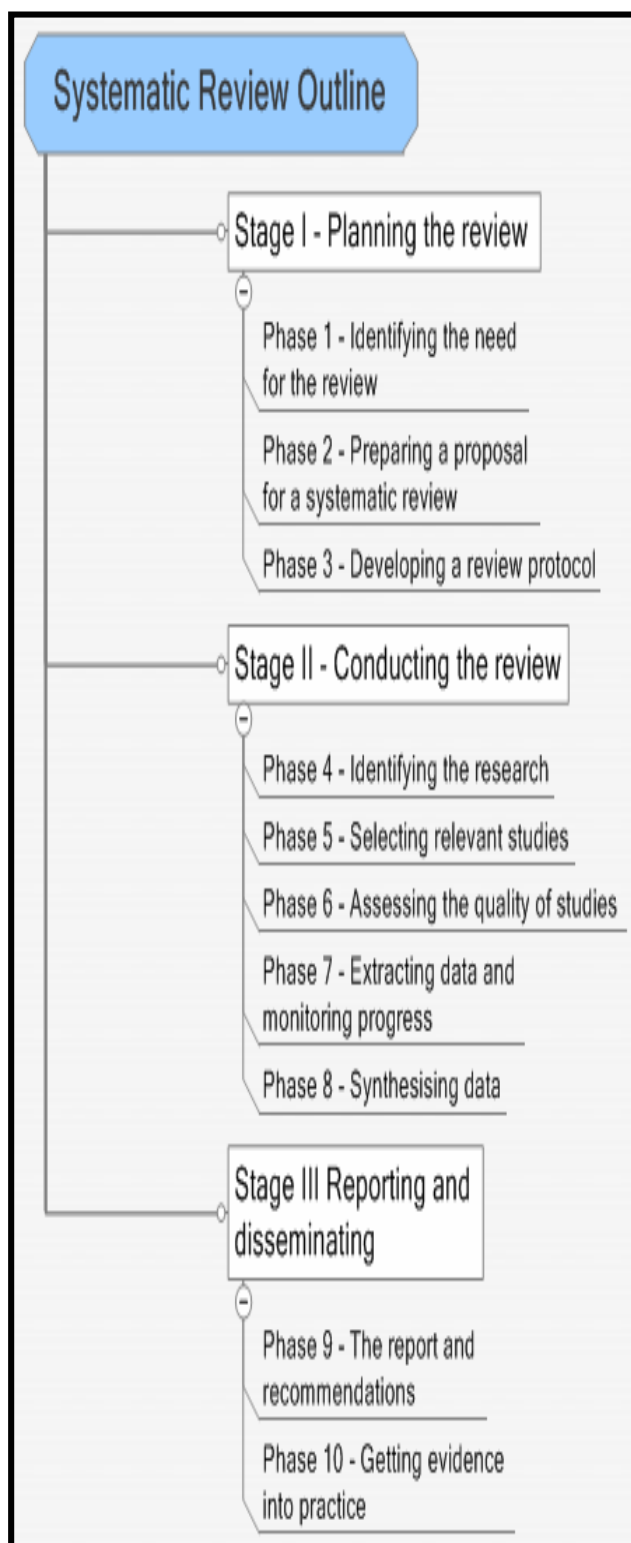 Systematic Review Outline
Stage I - Planning the review
Phase 1 - Identifying the need
for the review
Phase 2 - Preparing a proposal
for a systematic review
Phase 3 - Developing a review protocol
Stage II - Conducting the review
Phase 4 - Identifying the research
Phase 5 - Selecting relevant studies
Phase 6 - Assessing the quality of studies
Phase 7 - Extracting data and
monitoring progress
Phase 8 - Synthesising data
Stage III Reporting and
disseminating
Phase 9 - The report and
recommendations
Phase 10 - Getting evidence
into practice